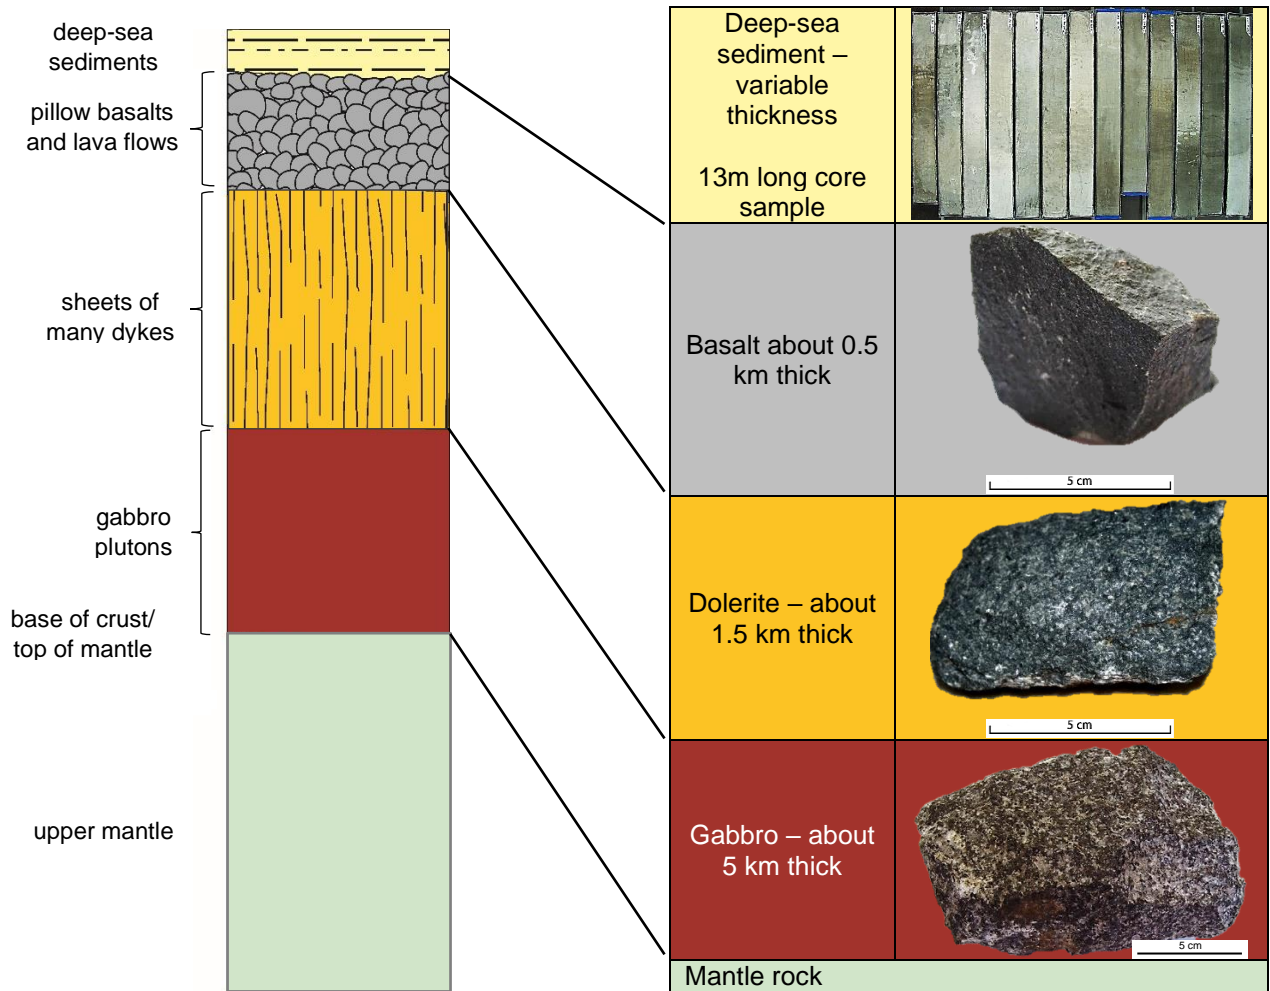 deep-sea
sediments
pillow basalts
and lava flows
sheets of
many dykes
gabbro
plutons
base of crust/
top of mantle
upper mantle
Deep-sea
sediment –
variable
thickness
13m long core
sample
Basalt about 0.5
km thick
5 cm
Dolerite – about
1.5 km thick
5 cm
Gabbro – about
5 km thick
5 cm
Mantle rock